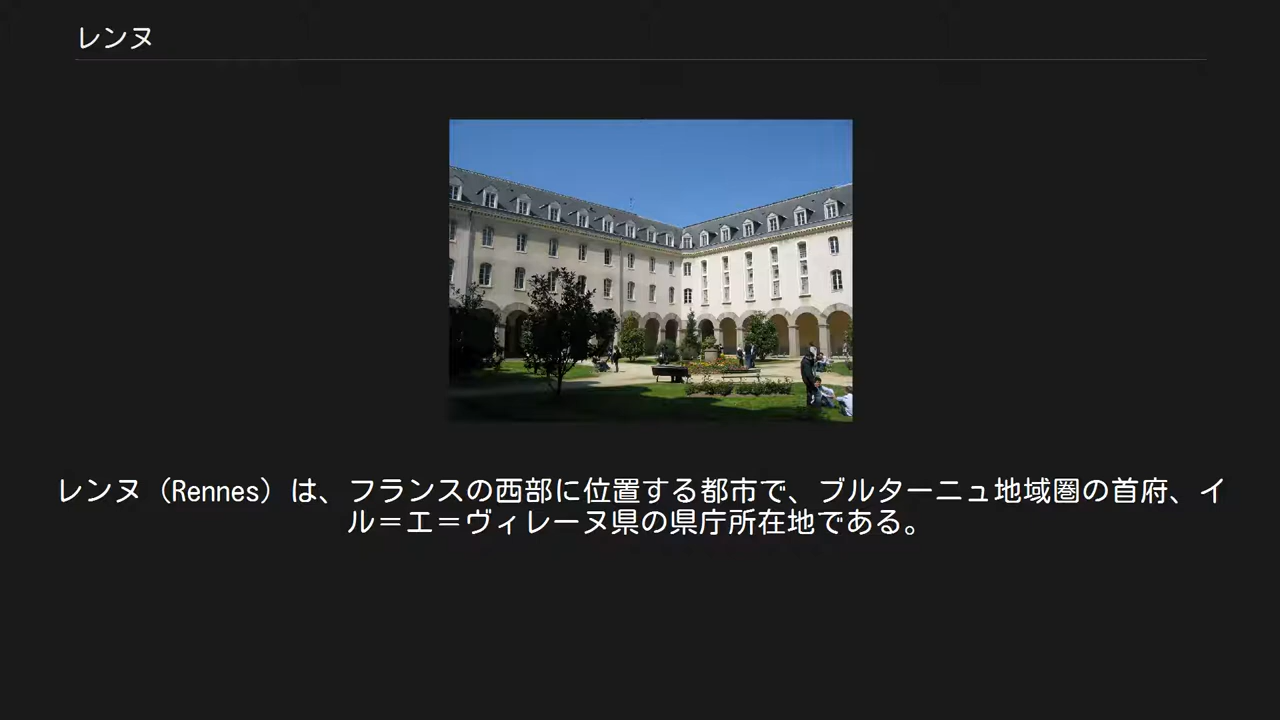 レンヌ
レンヌ（Rennes）は、フランスの西部に位置する都市で、ブルターニュ地域圏の首府、イ
ル＝エ＝ヴィレーヌ県の県庁所在地である。